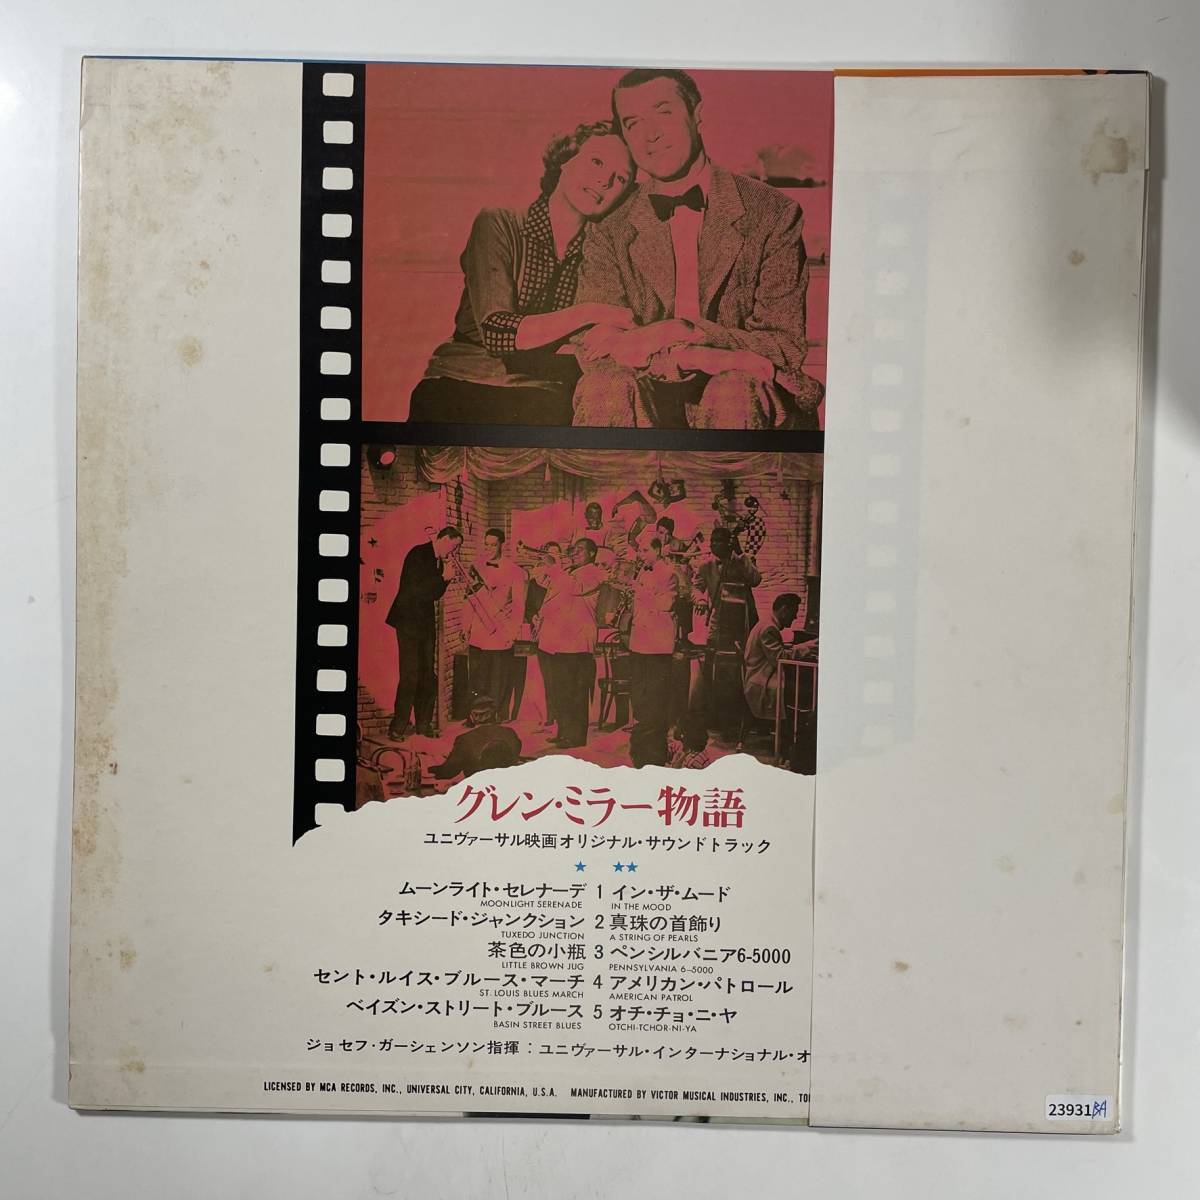 グレン・ミラー物語
ユニヴァーサル映画オリジナル・サウンドトラック
★ ★★
ムーンライト・セレナーデ 1 イン・ザ・ムード
MOONLIGHT SERENADE IN THE MOOD
タキシード・ジャンクション 2 真珠の首飾り
TUXEDO JUNCTION A STRING OF PEARLS
茶色の小瓶 3 ペンシルバニア6-5000
LITTLE BROWN JUG PENNSYLVANIA 6-5000
セント・ルイス・ブルース・マーチ 4 アメリカン・パトロール
ST. LOUIS BLUES MARCH AMERICAN PATROL
ベイズン・ストリート・ブルース 5 オチ・チョ・ニ・ヤ
BASIN STREET BLUES OTCHI-TCHOR-NI-YA
ジョセフ・ガーシェンソン指揮：ユニヴァーサル・インターナショナル・オ
LICENSED BY MCA RECORDS, INC., UNIVERSAL CITY, CALIFORNIA, U.S.A. MANUFACTURED BY VICTOR MUSICAL INDUSTRIES, INC.,
23931BA